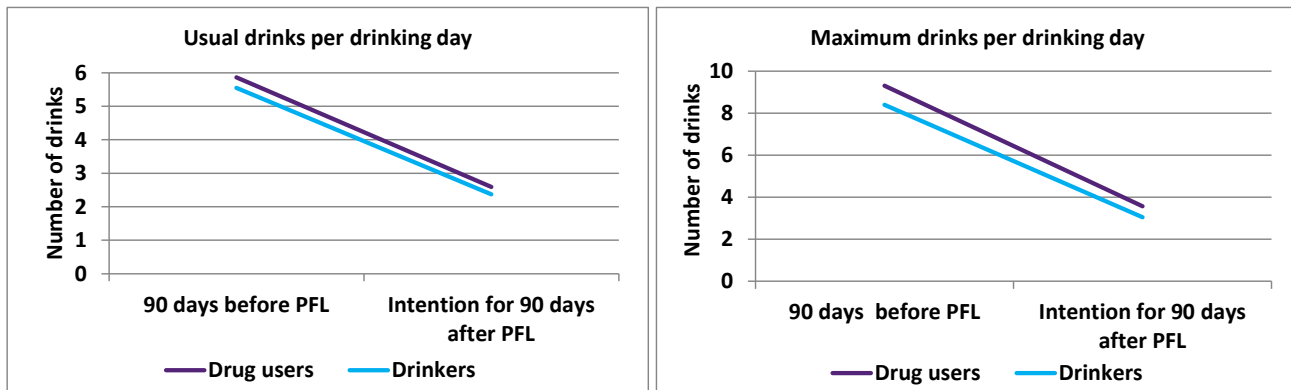 Usual drinks per drinking day
Number of drinks
6
5
4
3
2
1
0
90 days before PFL
Intention for 90 days
after PFL
Drug users
Drinkers
Maximum drinks per drinking day
Number of drinks
10
8
6
4
2
0
90 days before PFL
Intention for 90 days
after PFL
Drug users
Drinkers